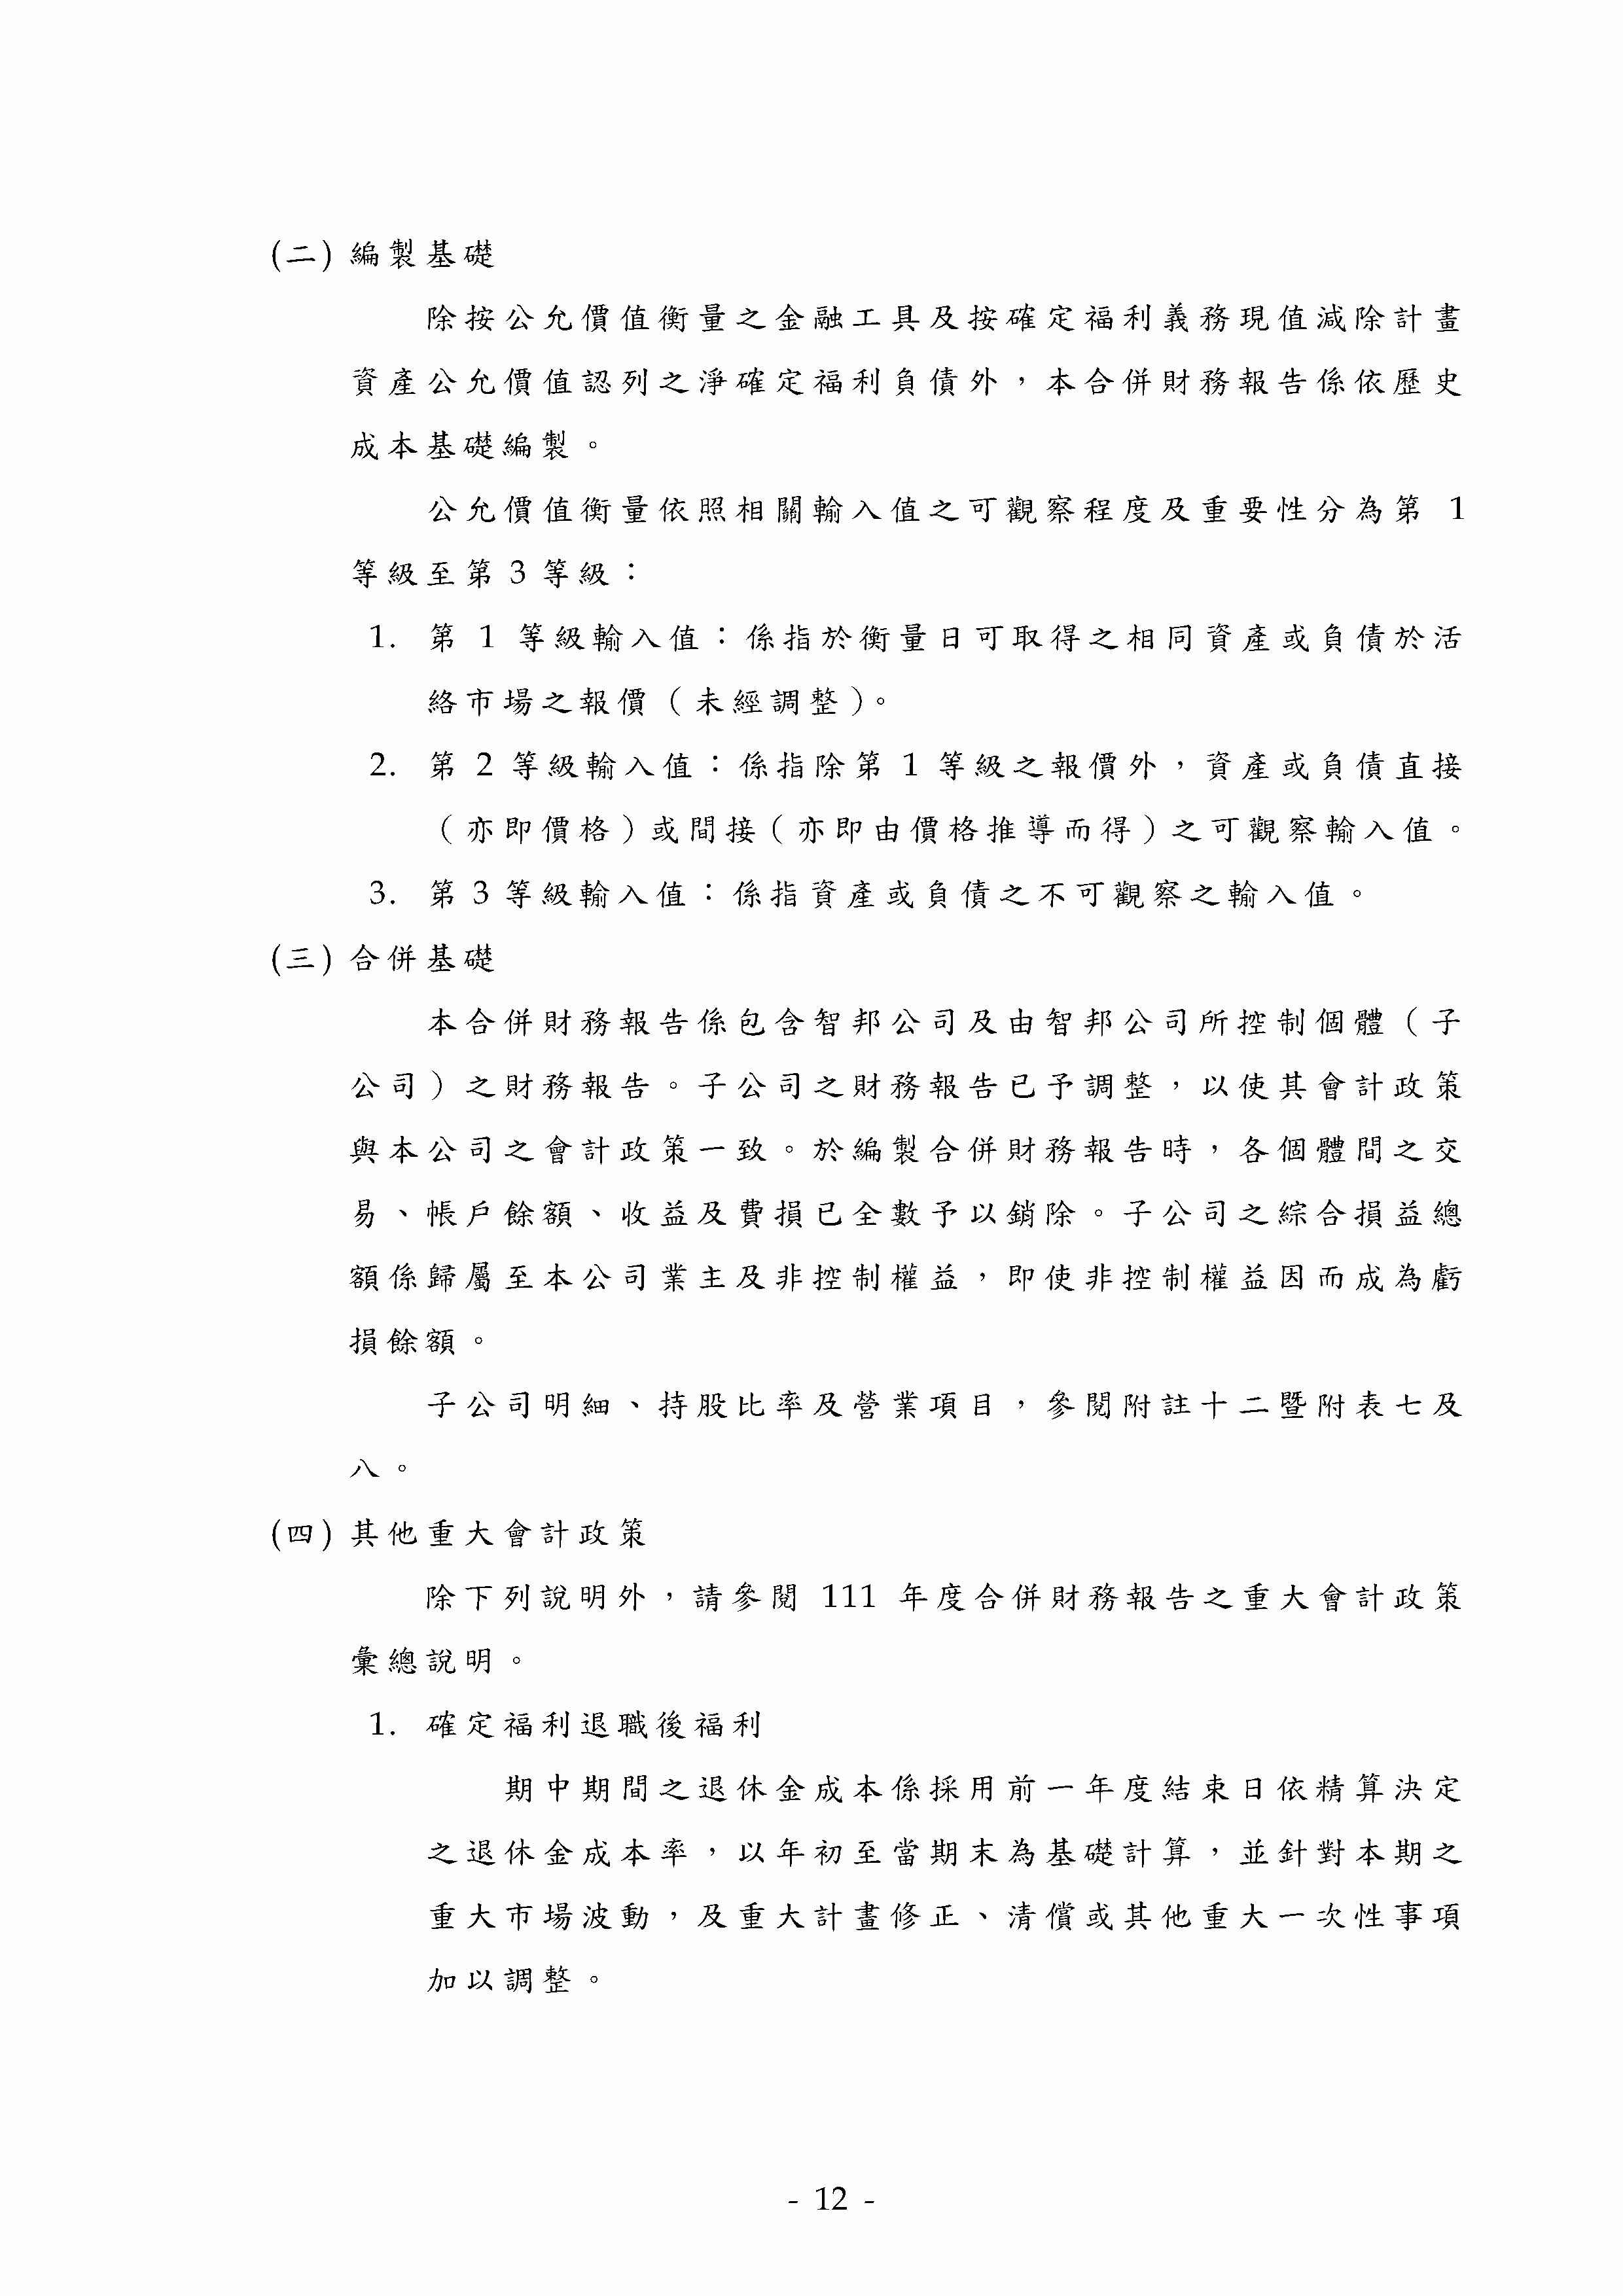 (二) 編製基礎
除按公允價值衡量之金融工具及按確定福利義務現值減除計畫
資產公允價值認列之淨確定福利負債外，本合併財務報告係依歷史
成本基礎編製。
公允價值衡量依照相關輸入值之可觀察程度及重要性分為第 1
等級至第 3 等級：
1. 第 1 等級輸入值：係指於衡量日可取得之相同資產或負債於活
絡市場之報價（未經調整）。
2. 第 2 等級輸入值：係指除第 1 等級之報價外，資產或負債直接
（亦即價格）或間接（亦即由價格推導而得）之可觀察輸入值。
3. 第 3 等級輸入值：係指資產或負債之不可觀察之輸入值。
(三) 合併基礎
本合併財務報告係包含智邦公司及由智邦公司所控制個體（子
公司）之財務報告。子公司之財務報告已予調整，以使其會計政策
與本公司之會計政策一致。於編製合併財務報告時，各個體間之交
易、帳戶餘額、收益及費損已全數予以銷除。子公司之綜合損益總
額係歸屬至本公司業主及非控制權益，即使非控制權益因而成為虧
損餘額。
子公司明細、持股比率及營業項目，參閱附註十二暨附表七及
八。
(四) 其他重大會計政策
除下列說明外，請參閱 111 年度合併財務報告之重大會計政策
彙總說明。
1. 確定福利退職後福利
期中期間之退休金成本係採用前一年度結束日依精算決定
之退休金成本率，以年初至當期末為基礎計算，並針對本期之
重大市場波動，及重大計畫修正、清償或其他重大一次性事項
加以調整。
- 12 -